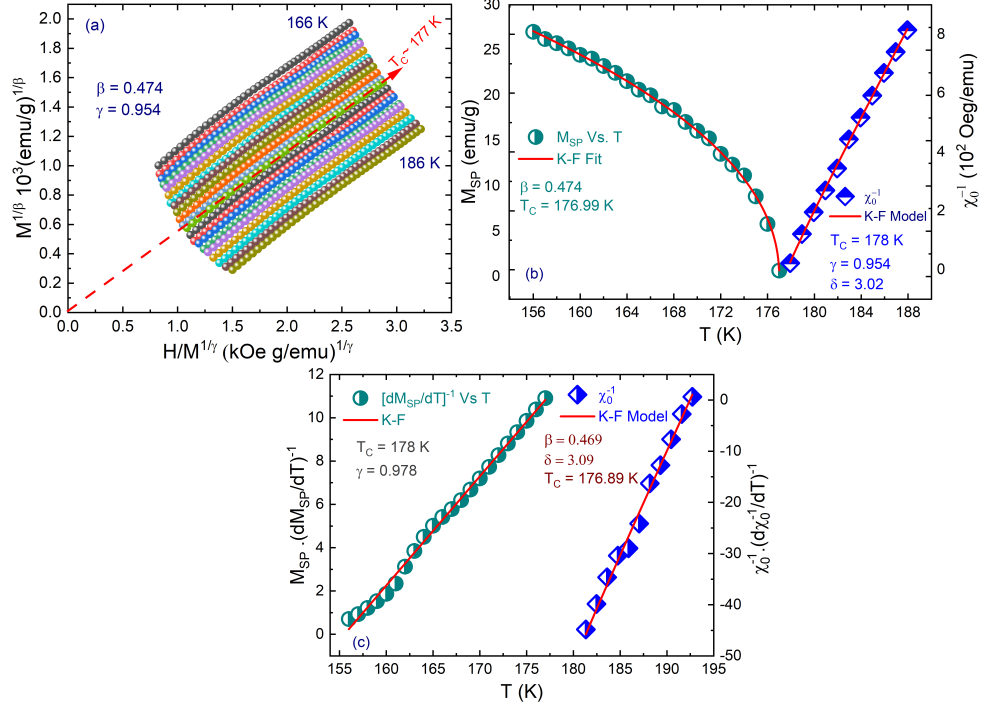 (a)
166 K
T_C ~ 177 K
β = 0.474
γ = 0.954
186 K
M^{1/β} 10^3 (emu/g)^{1/β}
2.0
1.8
1.6
1.4
1.2
1.0
0.8
0.6
0.4
0.2
0.0
0.0 0.5 1.0 1.5 2.0 2.5 3.0 3.5
H/M^{1/γ} (kOe g/emu)^{1/γ}
M_SP (emu/g)
30
25
20
15
10
5
0
M_SP Vs. T
K-F Fit
β = 0.474
T_C = 176.99 K
(b)
χ_0^{-1}
K-F Model
T_C = 178 K
γ = 0.954
δ = 3.02
8
6
4
2
0
χ_0^{-1} (10^2 Oeg/emu)
156 160 164 168 172 176 180 184 188
T (K)
M_SP .(dM_SP/dT)^{-1}
12
11
10
8
7
6
5
4
2
1
0
[dM_SP/dT]^{-1} Vs T
K-F
T_C = 178 K
γ = 0.978
χ_0^{-1}
K-F Model
β = 0.469
δ = 3.09
T_C = 176.89 K
(c)
0
-10
-20
-30
-40
-50
χ_0^{-1}.(dχ_0^{-1}/dT)^{-1}
155 160 165 170 175 180 185 190 195
T (K)